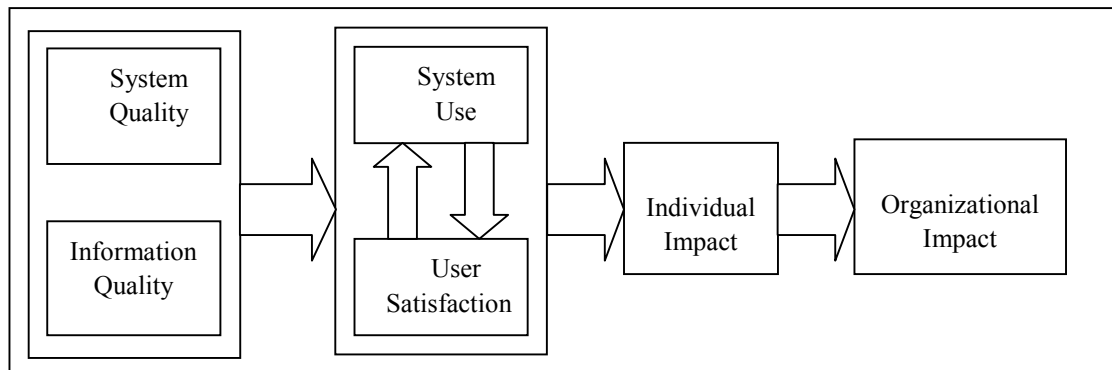 System
Quality
Information
Quality
System
Use
User
Satisfaction
Individual
Impact
Organizational
Impact